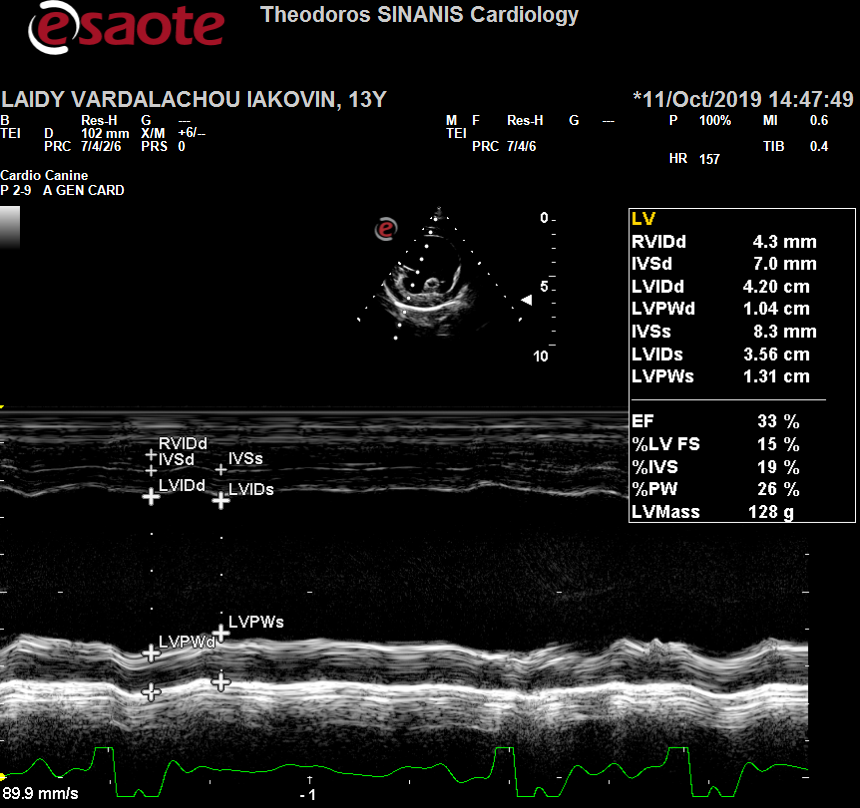 esaote
Theodoros SINANIS Cardiology
LAIDY VARDALACHOU IAKOVIN, 13Y
*11/Oct/2019 14:47:49
B Res-H G ---
TEI D 102 mm X/M +6/--
PRC 7/4/2/6 PRS 0
M F Res-H G ---
TEI
PRC 7/4/6
P 100% MI 0.6
TIB 0.4
HR 157
Cardio Canine
P 2-9 A GEN CARD
e
0
5
10
LV
RVIDd 4.3 mm
IVSd 7.0 mm
LVIDd 4.20 cm
LVPWd 1.04 cm
IVSs 8.3 mm
LVIDs 3.56 cm
LVPWs 1.31 cm
EF 33 %
%LV FS 15 %
%IVS 19 %
%PW 26 %
LVMass 128 g
RVIDd
IVSd IVSs
LVIDd LVIDs
LVPWs
LVPWd
89.9 mm/s
-1